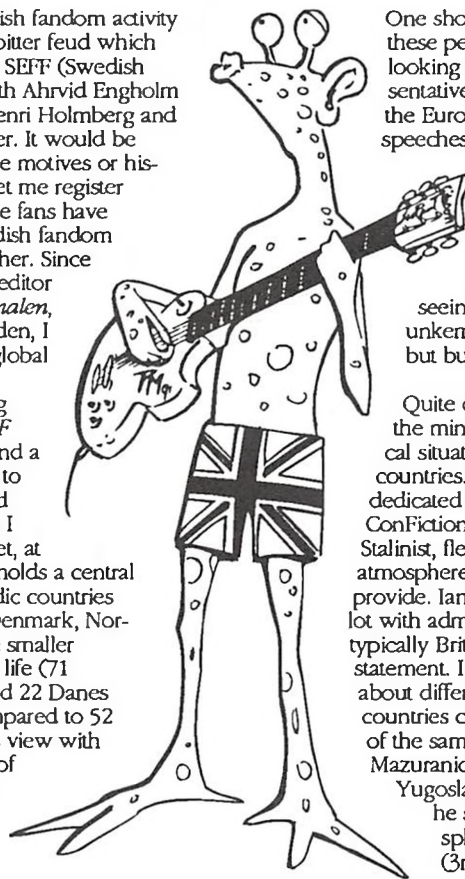 ish fandom activity
bitter feud which
SEFF (Swedish
th Ahrvid Engholm
enri Holmberg and
er. It would be
e motives or his-
et me register
e fans have
dish fandom
her. Since
editor
nalen,
den, I
global
g
F
nd a
to
d
I
et, at
holds a central
dic countries
enmark, Nor-
e smaller
life (71
d 22 Danes
npared to 52
s view with
of
One sho
these pe
looking
sentative
the Euro
speeches
seein
unkem
but bu
Quite c
the min
cal situat
countries.
dedicated
ConFiction
Stalinist, fle
atmosphere
provide. Ian
lot with adm
typically Brit
statement. I
about differ
countries c
of the sam
Mazuranic
Yugosla
he s
sph
(3r